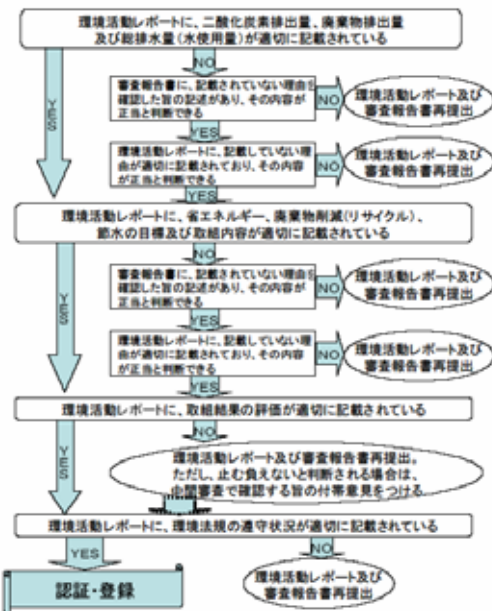 環境活動レポートに、二酸化炭素排出量、廃棄物排出量
及び総排水量(水使用量)が適切に記載されている
NO
YES
審査報告書に、記載されていない理由を
確認した旨の記述があり、その内容が
正当と判断できる
NO
環境活動レポート及び
審査報告書再提出
YES
環境活動レポートに、記載していない理
由が適切に記載されており、その内容
が正当と判断できる
NO
環境活動レポート及び
審査報告書再提出
YES
環境活動レポートに、省エネルギー、廃棄物削減(リサイクル)、
節水の目標及び取組内容が適切に記載されている
NO
YES
審査報告書に、記載されていない理由を
確認した旨の記述があり、その内容が
正当と判断できる
NO
環境活動レポート及び
審査報告書再提出
YES
環境活動レポートに、記載していない理
由が適切に記載されており、その内容
が正当と判断できる
NO
環境活動レポート及び
審査報告書再提出
YES
環境活動レポートに、取組結果の評価が適切に記載されている
NO
YES
環境活動レポート及び審査報告書再提出。
ただし、止む負えないと判断される場合は、
中間審査で確認する旨の付帯意見をつける
環境活動レポートに、環境法規の遵守状況が適切に記載されている
YES
NO
認証・登録
環境活動レポート及び
審査報告書再提出